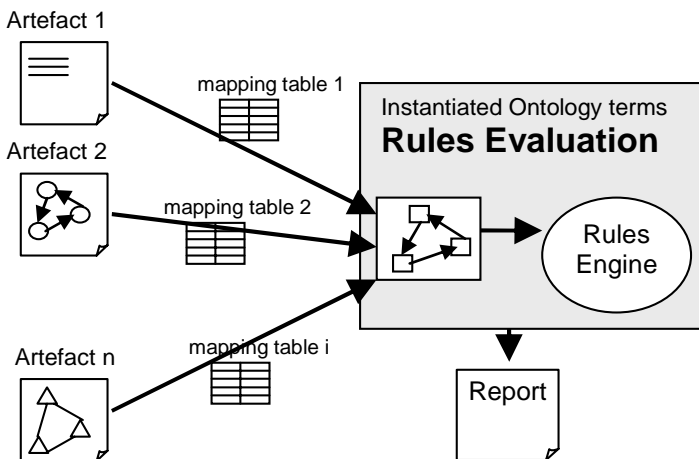 Artefact 1
mapping table 1
Instantiated Ontology terms
Rules Evaluation
Artefact 2
mapping table 2
Rules
Engine
Artefact n
mapping table i
Report